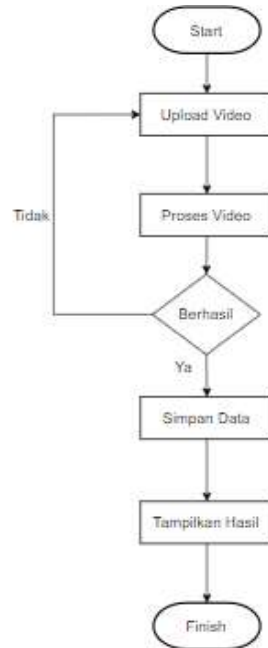 Start
Upload Video
Tidak
Proses Video
Berhasil
Ya
Simpan Data
Tampilkan Hasil
Finish